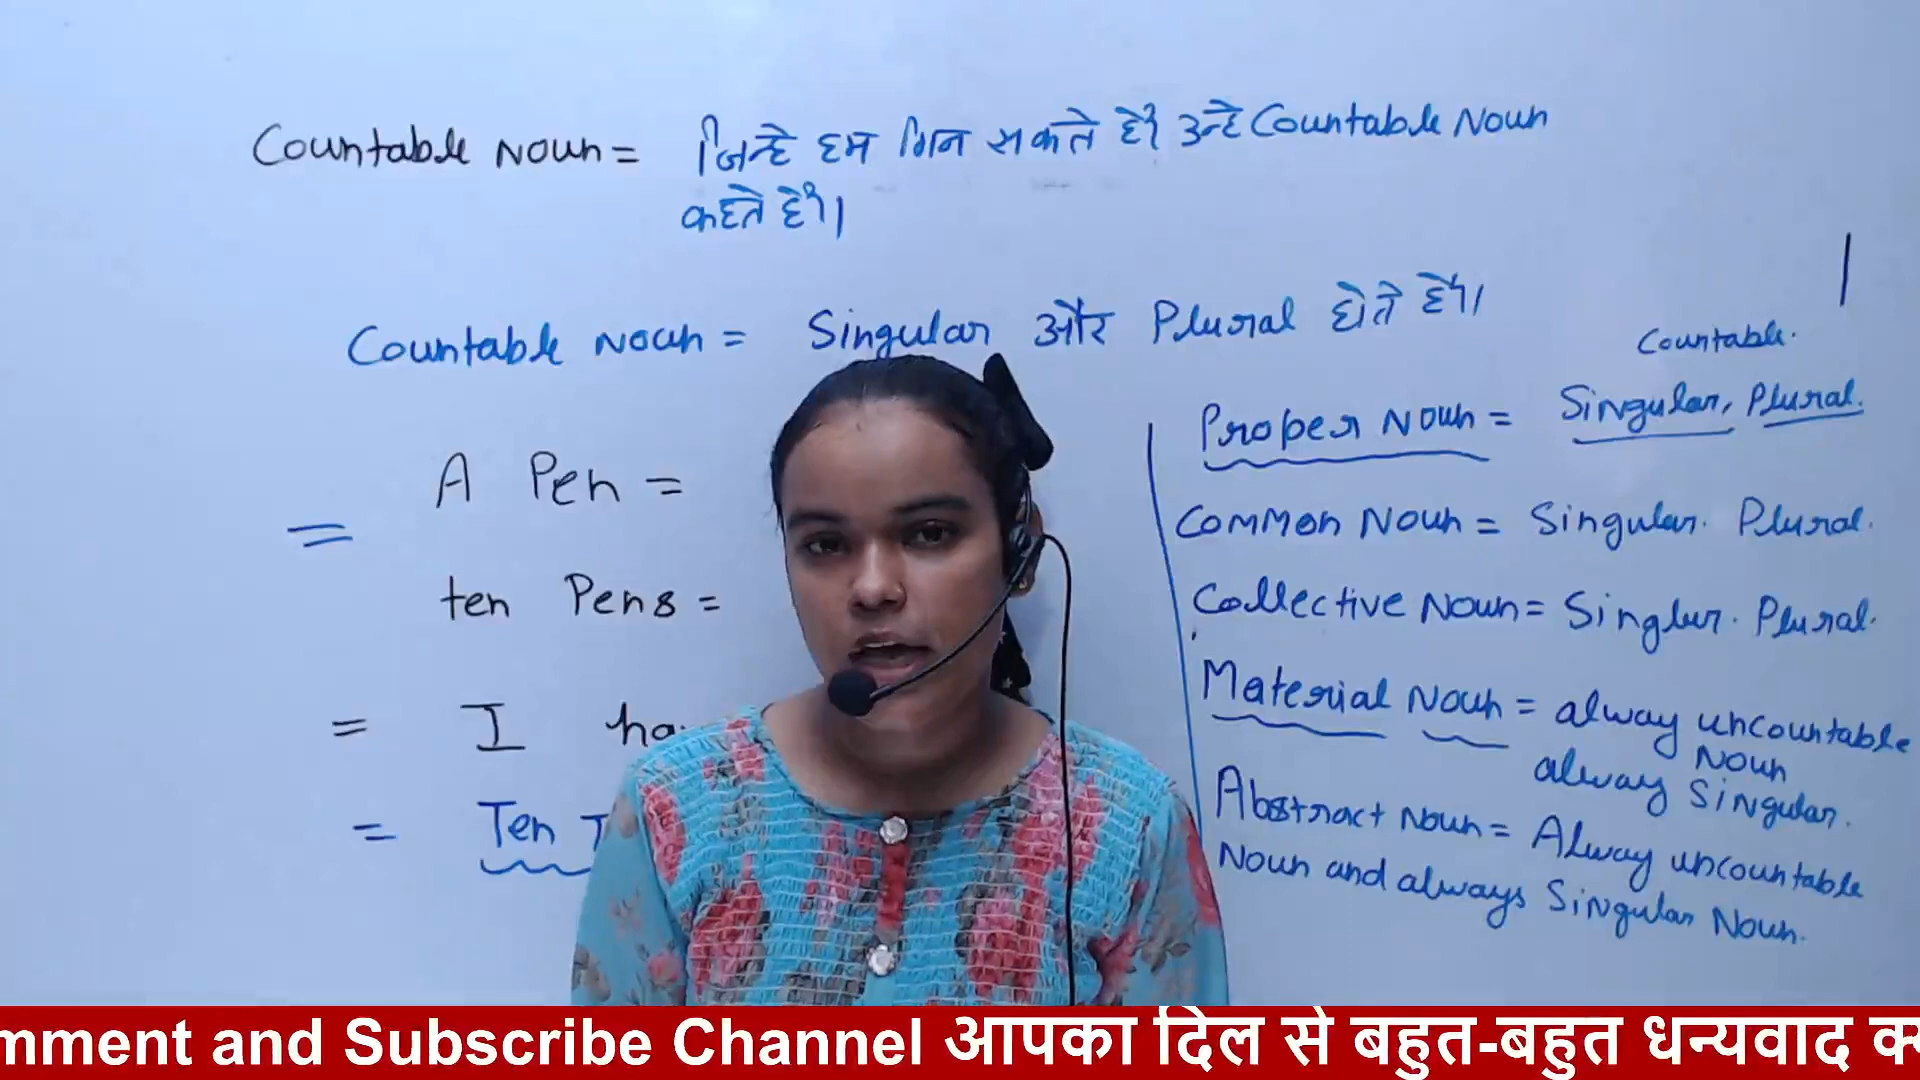 Countable Noun = जिन्हे हम गिन सकते है उन्हे Countable Noun
कहते है।
Countable Noun = Singular और Plural होते हैं।
A Pen =
=
ten Pens =
= I ha
= Ten
Countable.
Proper Noun = Singular, Plural.
Common Noun = Singular. Plural.
Collective Noun = Singlur. Plural.
Material Noun = alway uncountable
Noun
alway Singular.
Abstract Noun = Alway uncountable
Noun and always Singular Noun.
mment and Subscribe Channel आपका दिल से बहुत-बहुत धन्यवाद